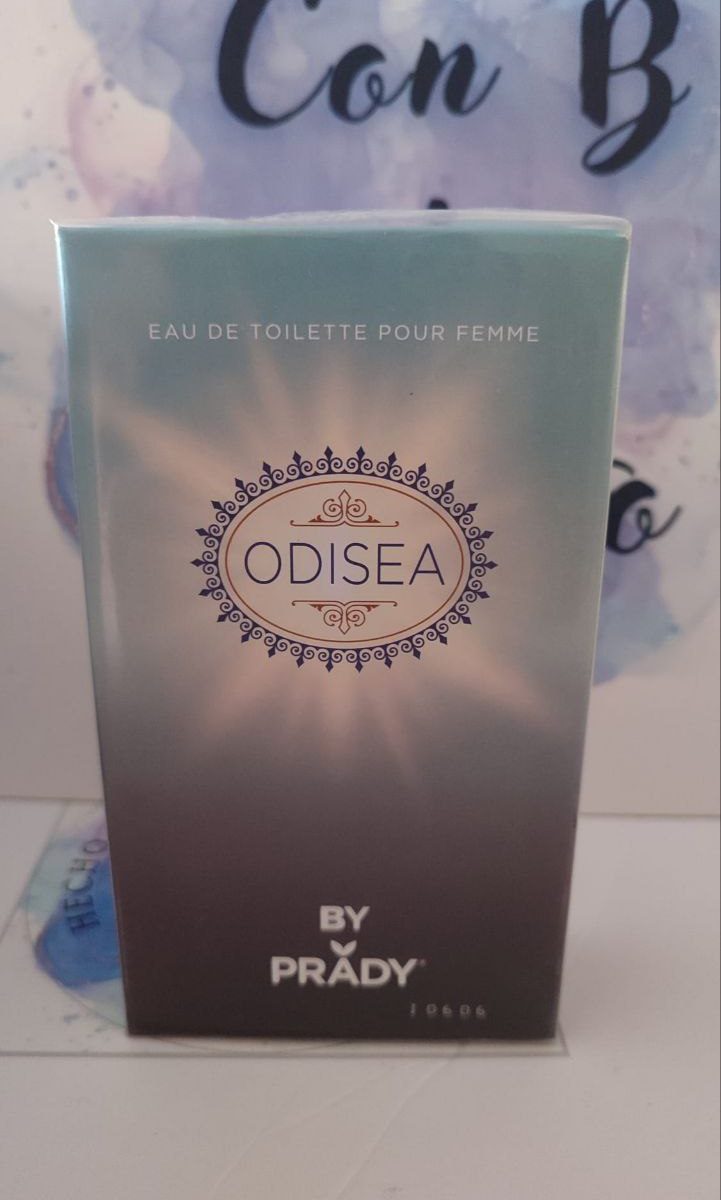 Con B
EAU DE TOILETTE POUR FEMME
ODISEA
HECHO
BY
PRADY
10606